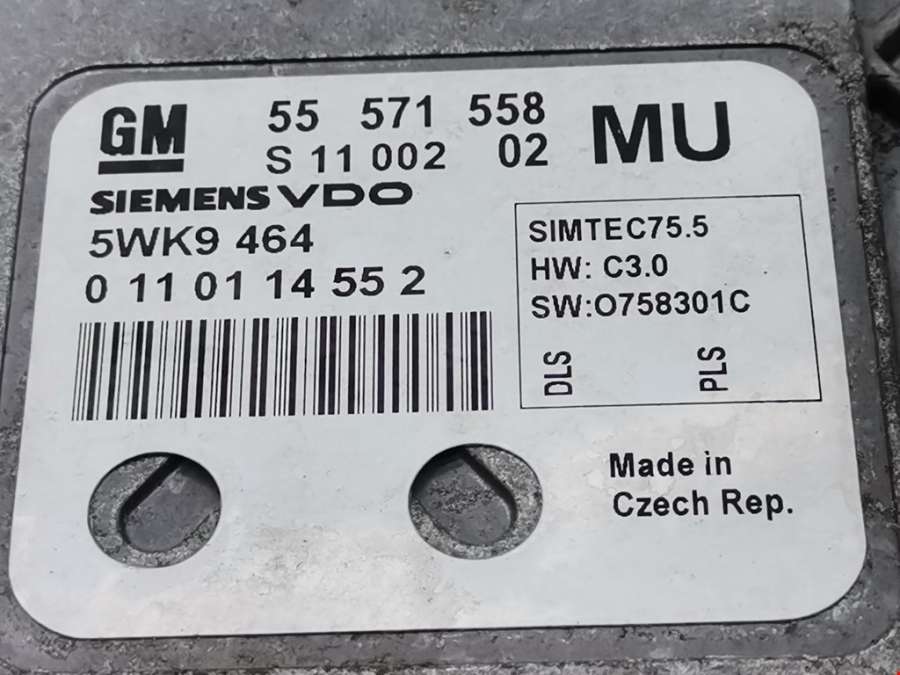 GM 55 571 558 MU
S 11 002 02
SIEMENS VDO
5WK9 464
0 11 01 14 55 2
SIMTEC75.5
HW: C3.0
SW:O758301C
DLS PLS
Made in
Czech Rep.